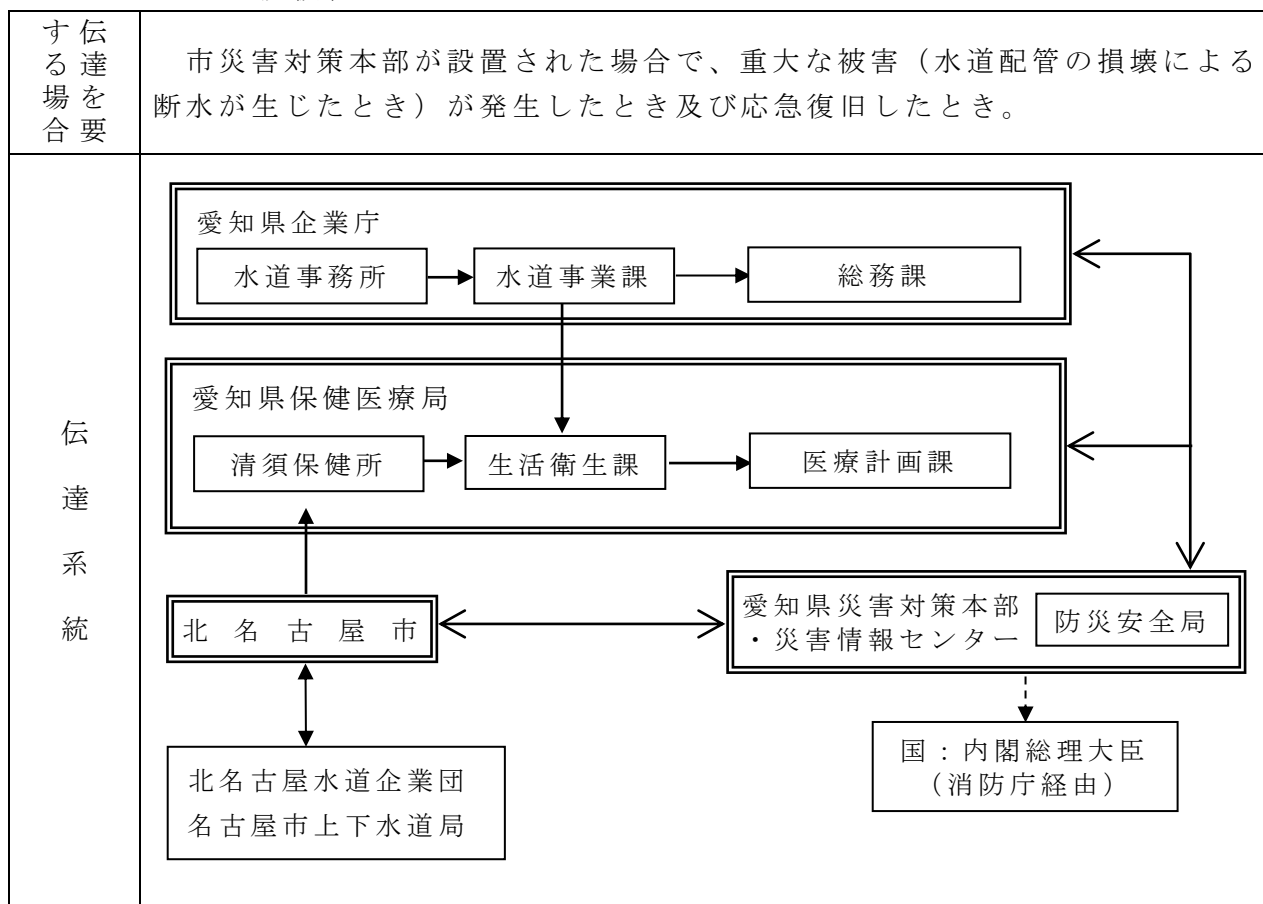 伝達を要する場合
市災害対策本部が設置された場合で、重大な被害（水道配管の損壊による
断水が生じたとき）が発生したとき及び応急復旧したとき。
伝達系統
愛知県企業庁
水道事務所
水道事業課
総務課
愛知県保健医療局
清須保健所
生活衛生課
医療計画課
北名古屋市
愛知県災害対策本部
・災害情報センター
防災安全局
北名古屋水道企業団
名古屋市上下水道局
国：内閣総理大臣
（消防庁経由）